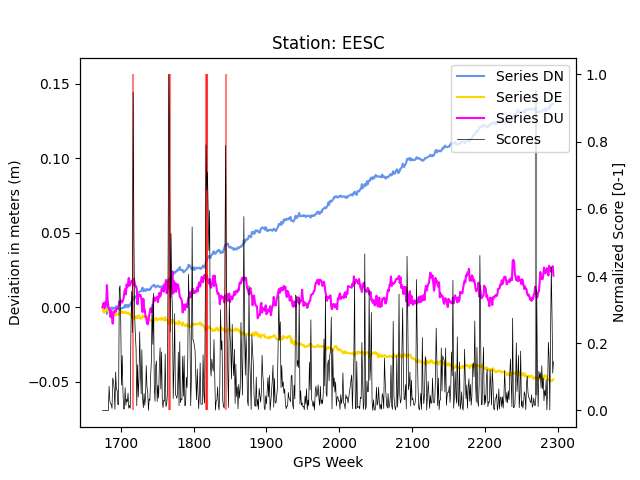 Station: EESC
Series DN
Series DE
Series DU
Scores
0.15
0.10
0.05
0.00
−0.05
1.0
0.8
0.6
0.4
0.2
0.0
Deviation in meters (m)
Normalized Score [0-1]
1700 1800 1900 2000 2100 2200 2300
GPS Week